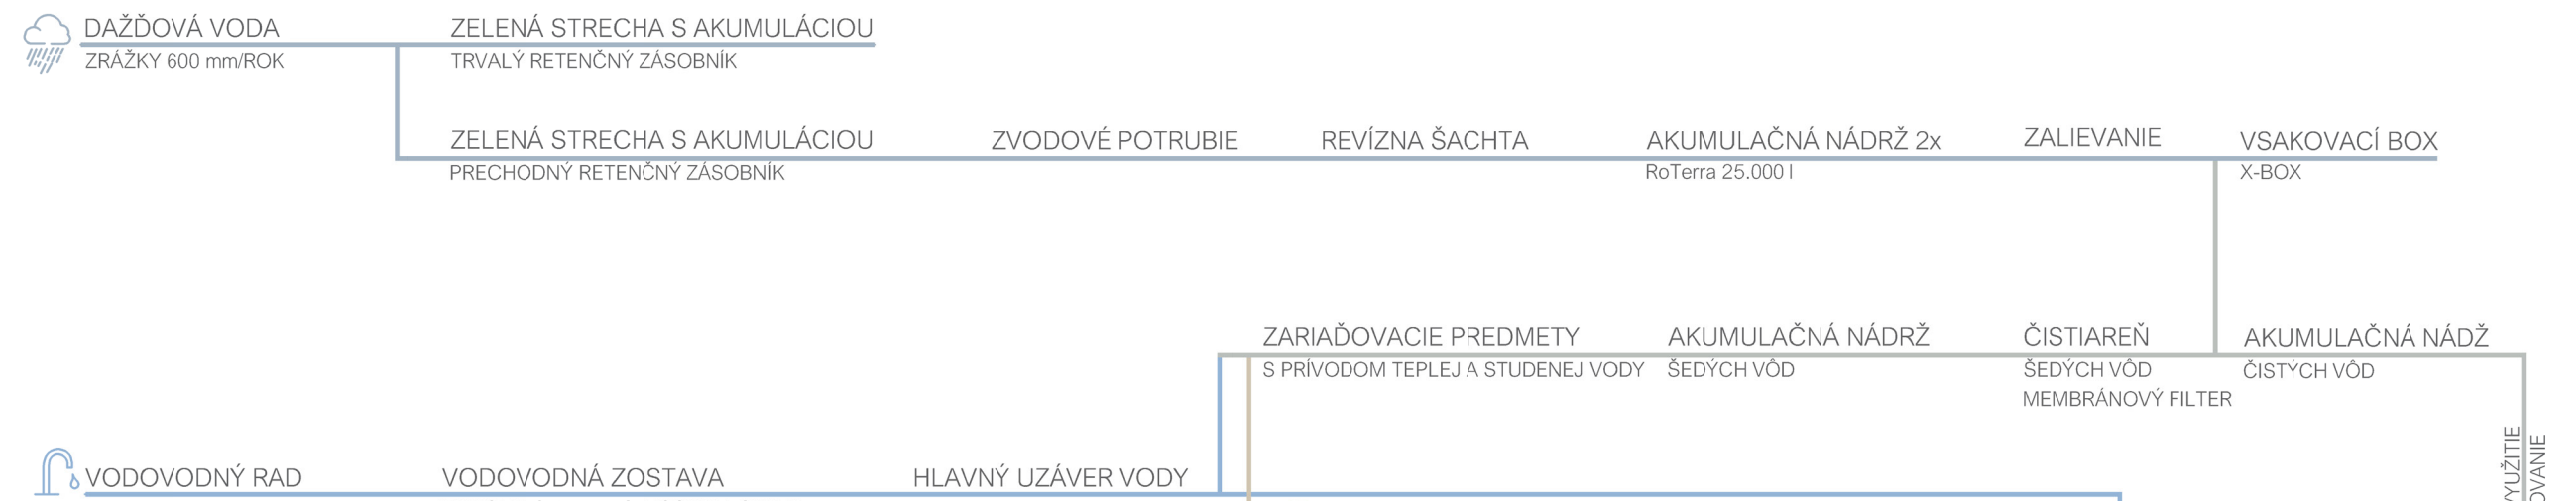 DAŽĎOVÁ VODA
ZRÁŽKY 600 mm/ROK
ZELENÁ STRECHA S AKUMULÁCIOU
TRVALÝ RETENČNÝ ZÁSOBNÍK
ZELENÁ STRECHA S AKUMULÁCIOU
PRECHODNÝ RETENČNÝ ZÁSOBNÍK
ZVODOVÉ POTRUBIE
REVÍZNA ŠACHTA
AKUMULAČNÁ NÁDRŽ 2x
RoTerra 25.000 l
ZALIEVANIE
VSAKOVACÍ BOX
X-BOX
ZARIAĎOVACIE PREDMETY
S PRÍVODOM TEPLEJ A STUDENEJ VODY
AKUMULAČNÁ NÁDRŽ
ŠEDÝCH VÔD
ČISTIAREŇ
ŠEDÝCH VÔD
MEMBRÁNOVÝ FILTER
AKUMULAČNÁ NÁDŽ
ČISTÝCH VÔD
VODOVODNÝ RAD
VODOVODNÁ ZOSTAVA
HLAVNÝ UZÁVER VODY